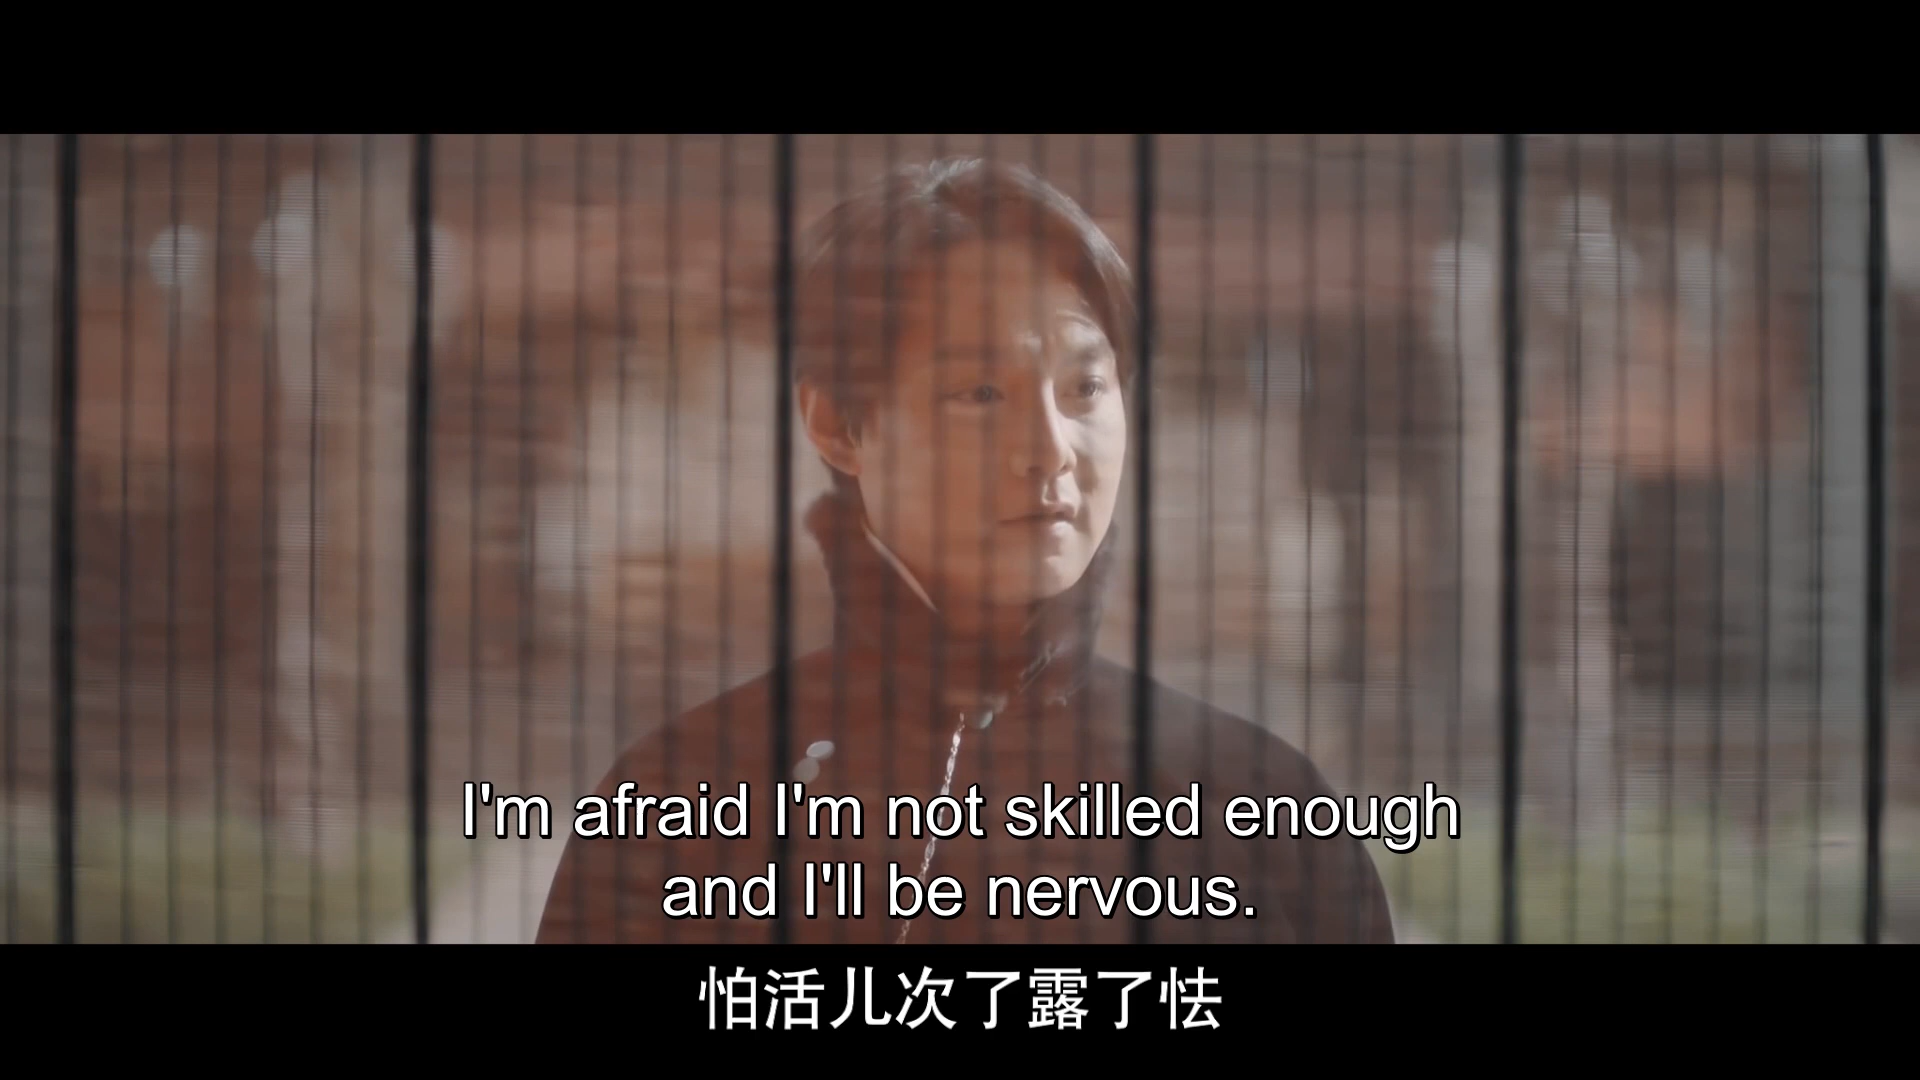 I'm afraid I'm not skilled enough
and I'll be nervous.
怕活儿次了露了怯